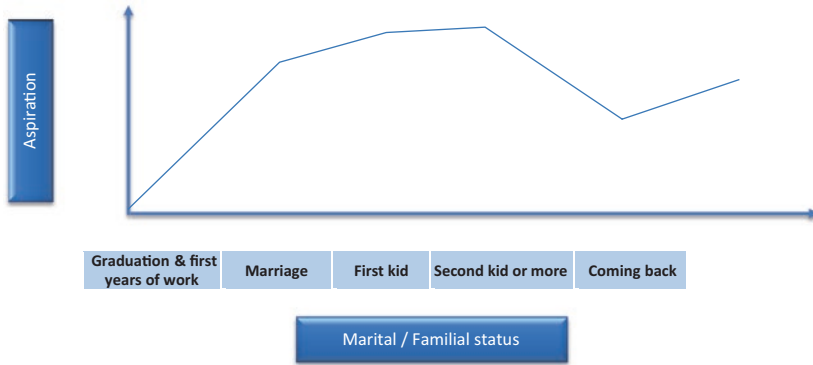 Aspiration
Graduation & first
years of work
Marriage
First kid
Second kid or more
Coming back
Marital / Familial status